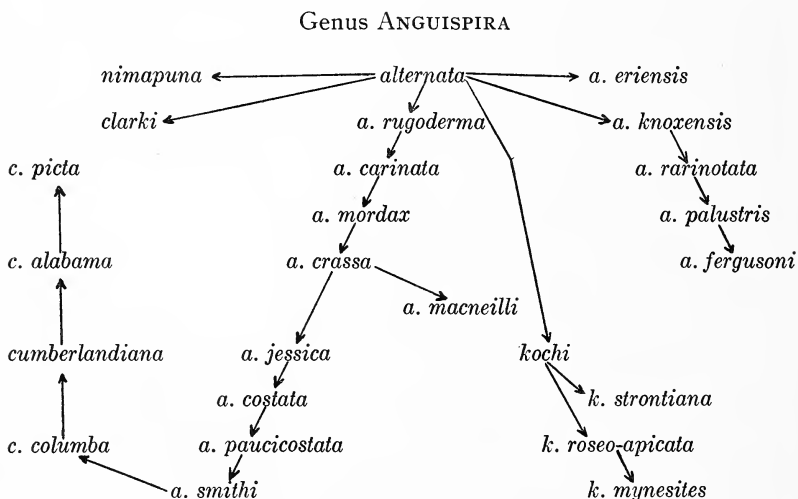 Genus ANGUISPIRA
nimapuna alternata a. eriensis
clarki a. rugoderma a. knoxensis
c. picta a. carinata a. rarinotata
a. mordax a. palustris
c. alabama a. crassa a. fergusoni
a. macneilli
cumberlandiana a. jessica kochi
a. costata k. strontiana
c. columba a. paucicostata k. roseo-apicata
a. smithi k. mynesites